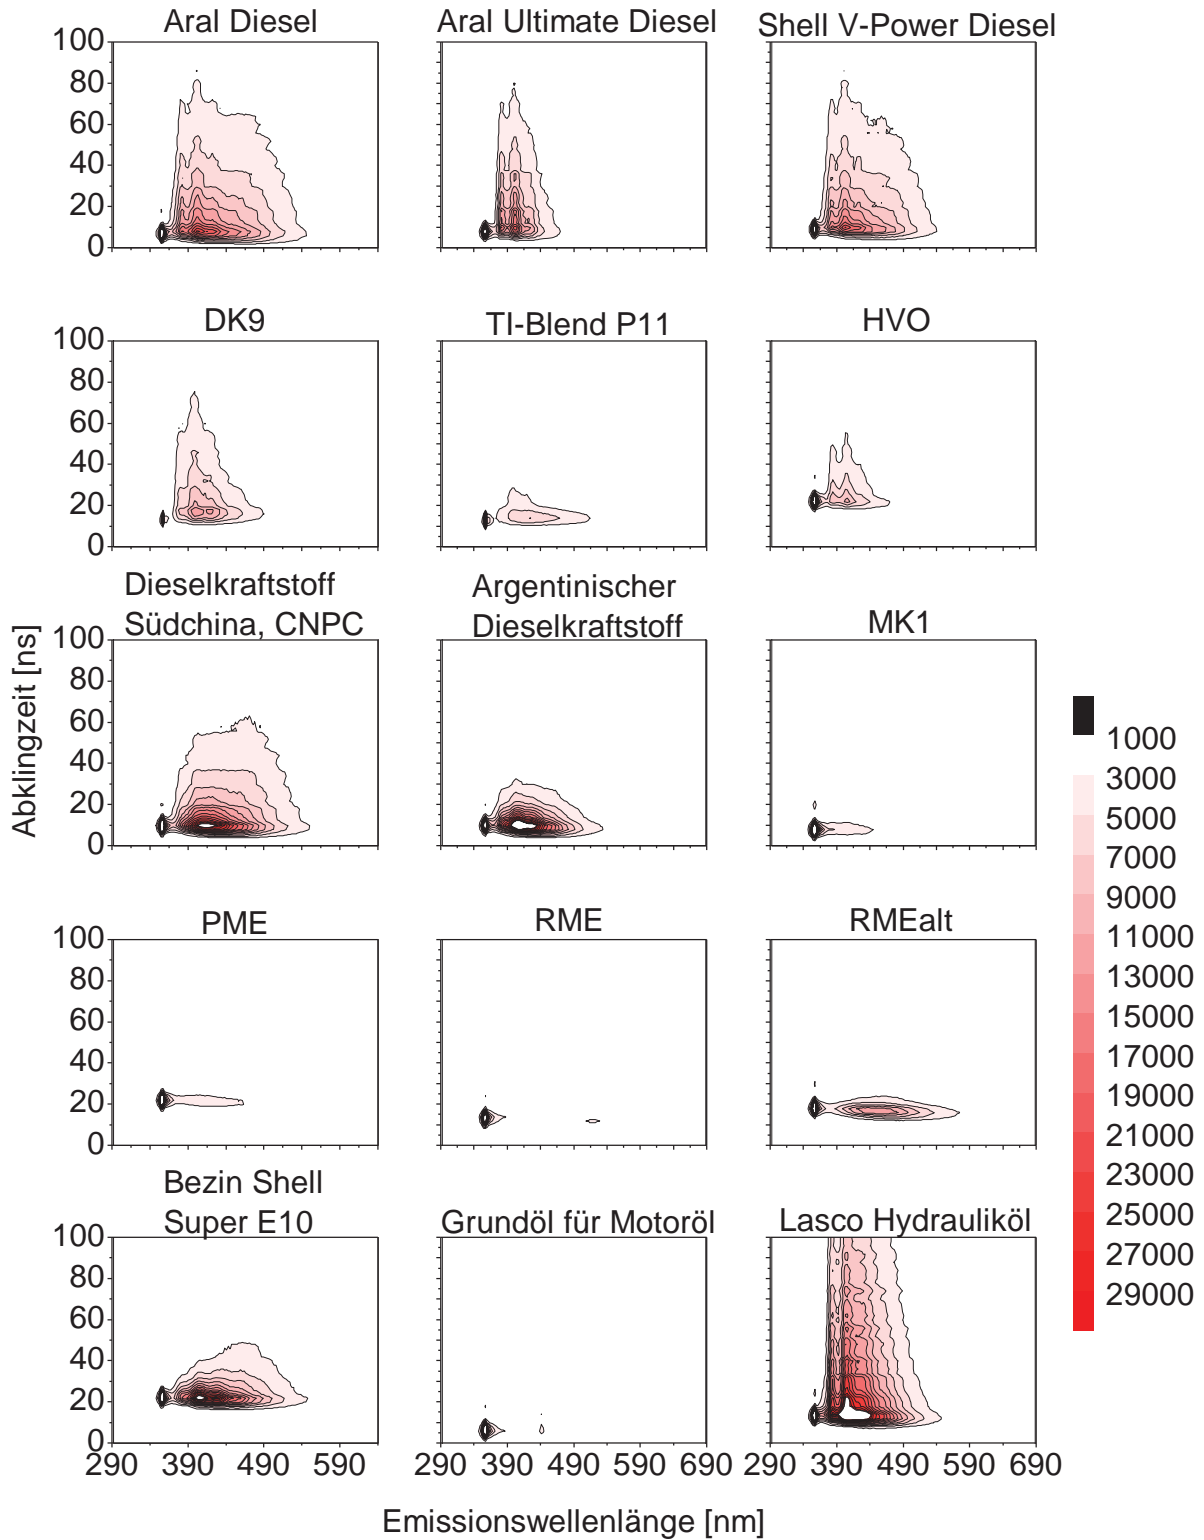 Aral Diesel
Aral Ultimate Diesel
Shell V-Power Diesel
100
80
60
40
20
0
DK9
TI-Blend P11
HVO
100
80
60
40
20
0
Dieselkraftstoff
Südchina, CNPC
Argentinischer
Dieselkraftstoff
MK1
100
80
60
40
20
0
Abklingzeit [ns]
1000
3000
5000
7000
9000
11000
13000
15000
17000
19000
21000
23000
25000
27000
29000
PME
RME
RMEalt
100
80
60
40
20
0
Bezin Shell
Super E10
Grundöl für Motoröl
Lasco Hydrauliköl
100
80
60
40
20
0
290 390 490 590
290 390 490 590 690
290 390 490 590 690
Emissionswellenlänge [nm]